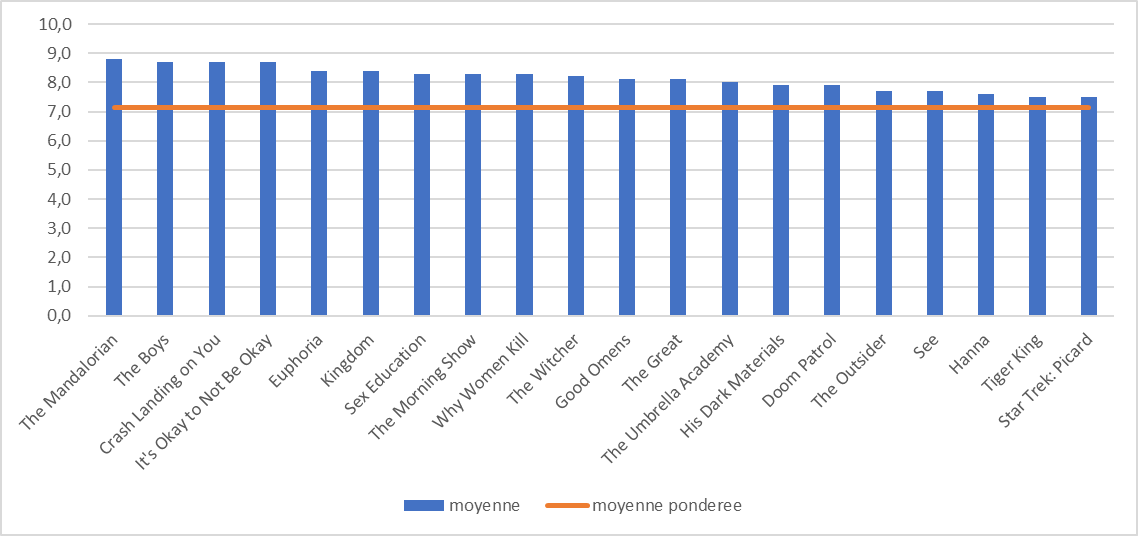 10,0
9,0
8,0
7,0
6,0
5,0
4,0
3,0
2,0
1,0
0,0
The Mandalorian
The Boys
Crash Landing on You
It's Okay to Not Be Okay
Euphoria
Kingdom
Sex Education
The Morning Show
Why Women Kill
The Witcher
Good Omens
The Great
The Umbrella Academy
His Dark Materials
Doom Patrol
The Outsider
See
Hanna
Tiger King
Star Trek: Picard
moyenne
moyenne ponderee